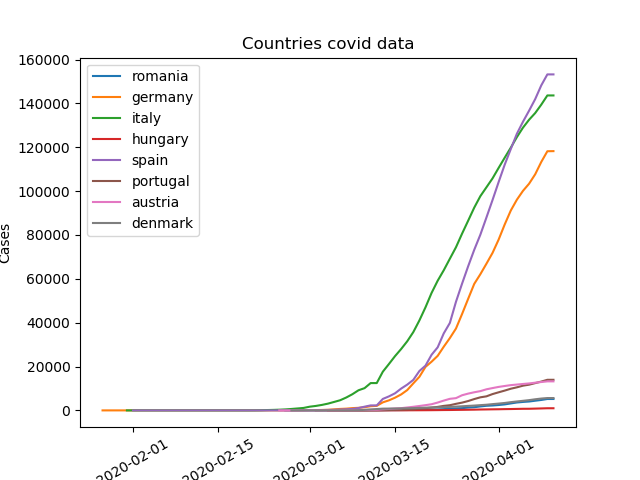 Countries covid data
160000
140000
120000
100000
80000
60000
40000
20000
0
Cases
romania
germany
italy
hungary
spain
portugal
austria
denmark
2020-02-01
2020-02-15
2020-03-01
2020-03-15
2020-04-01